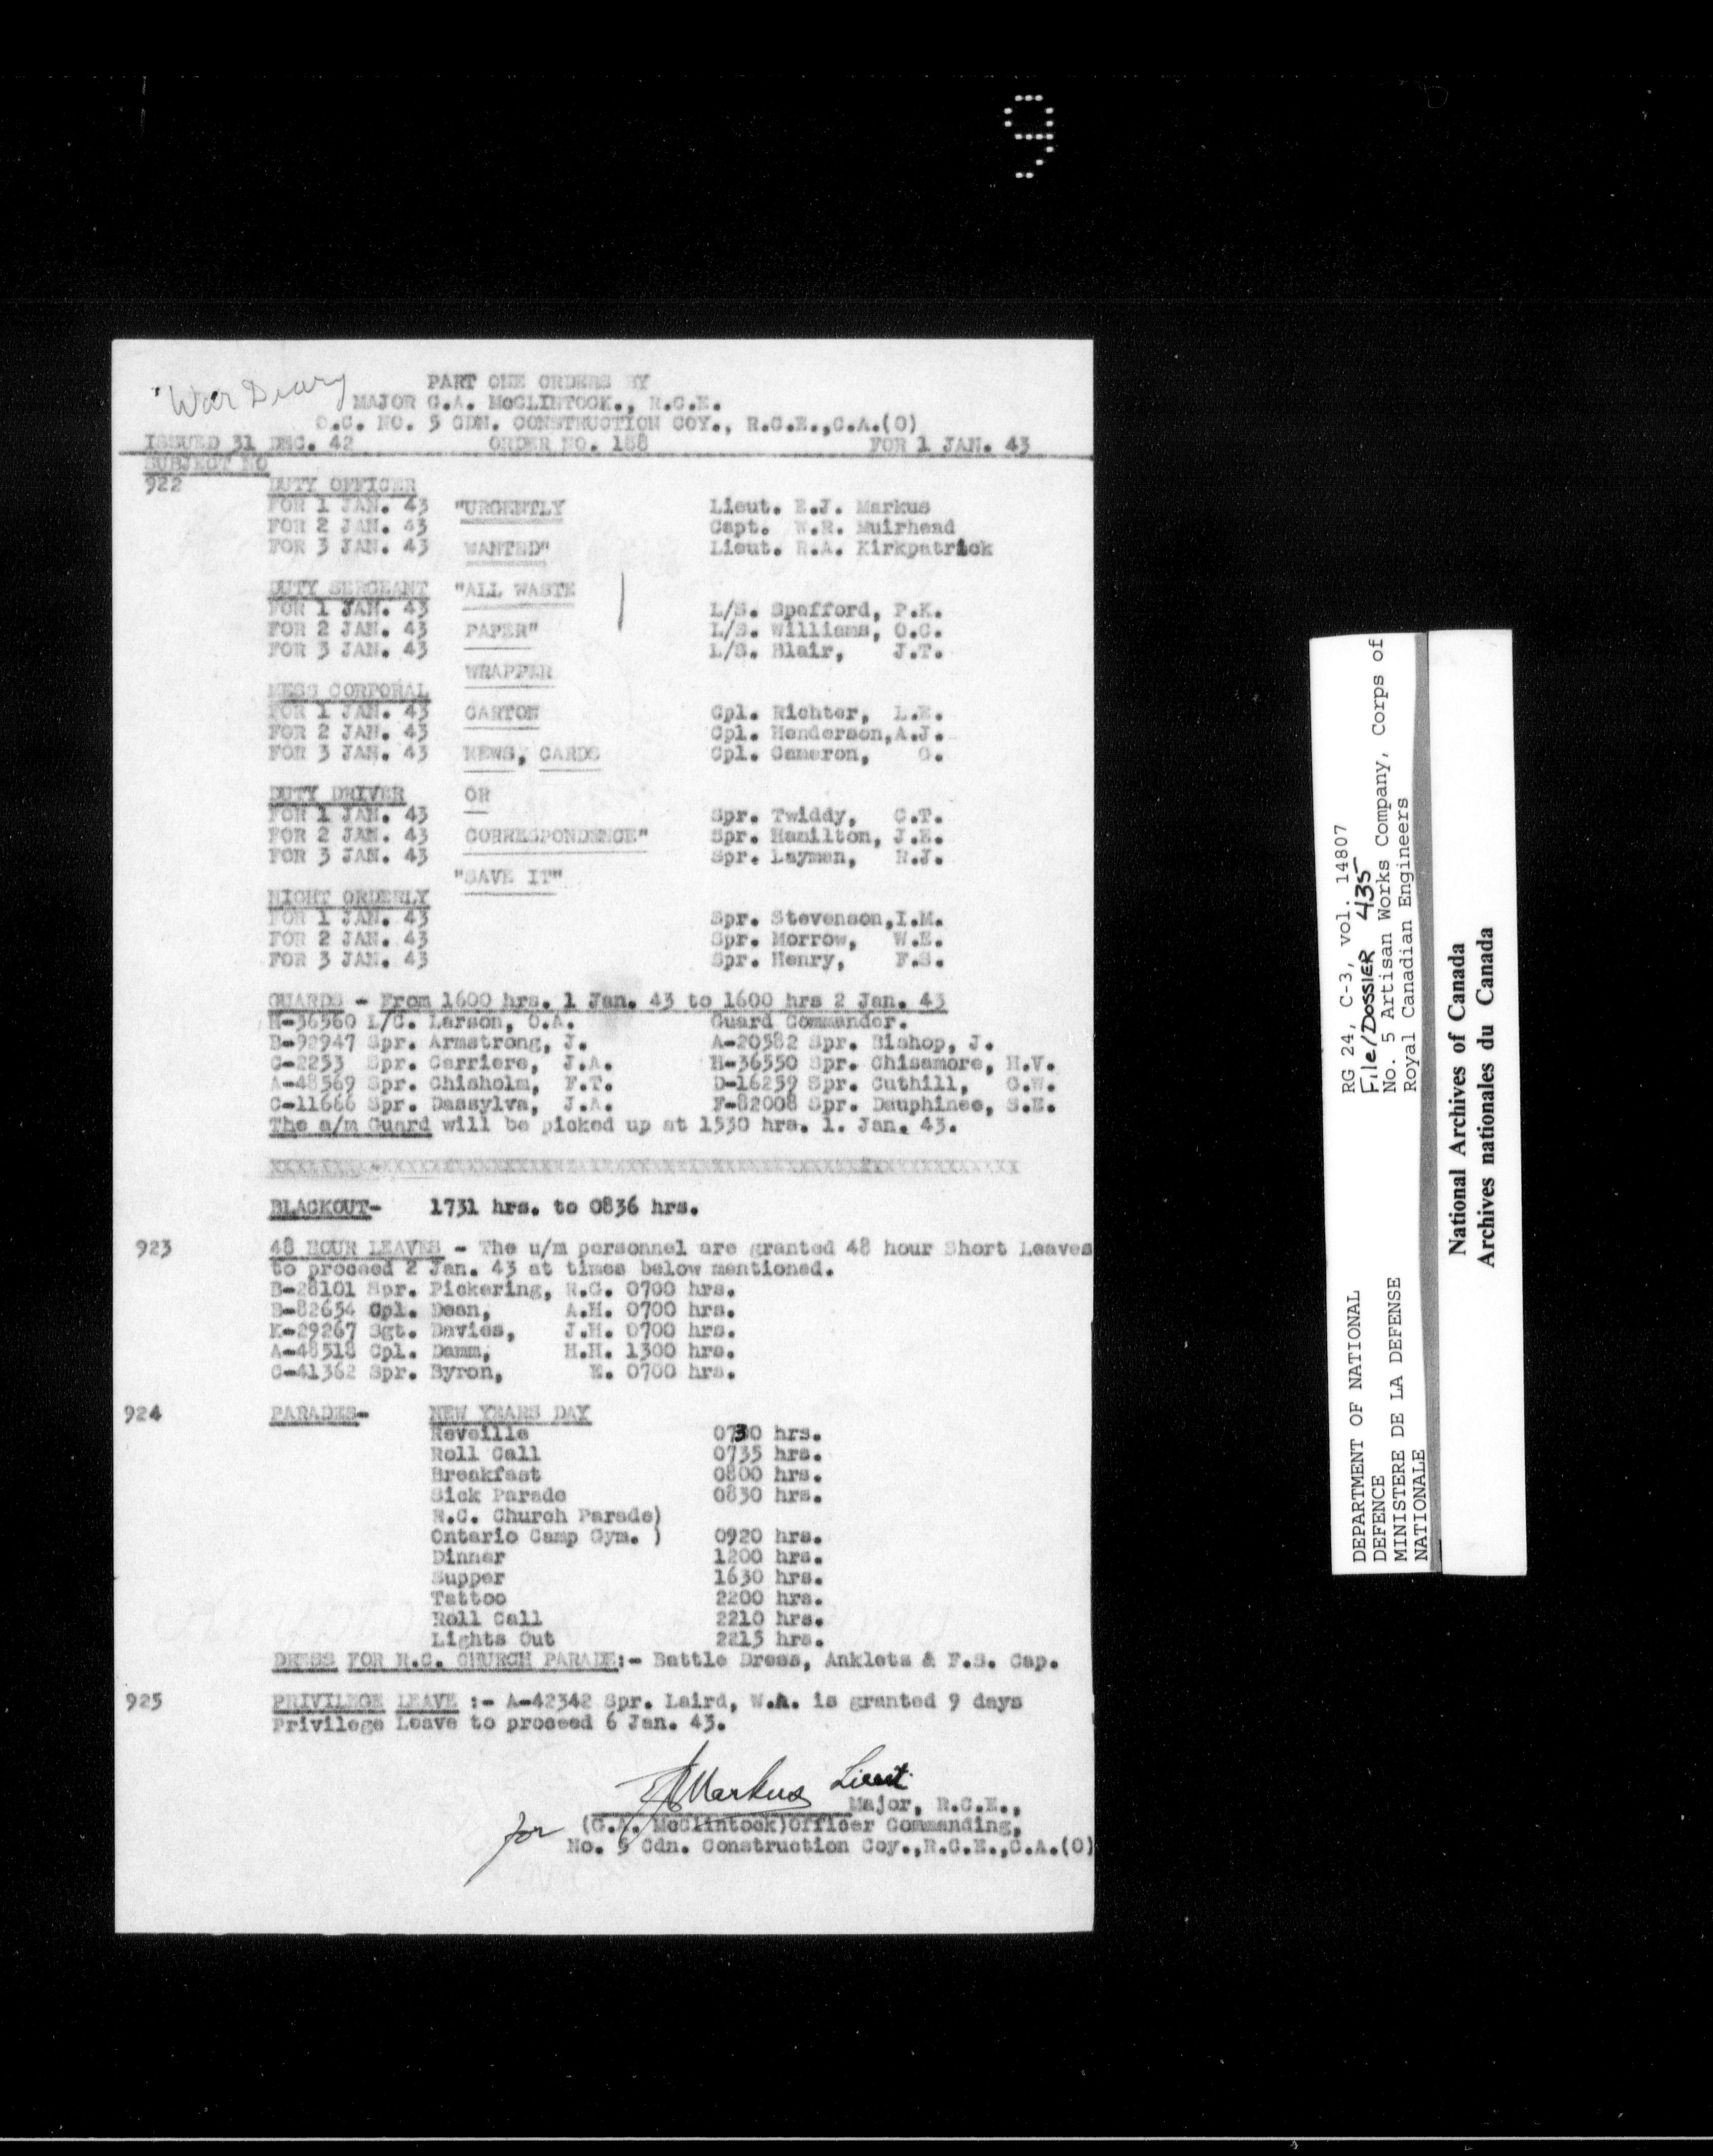 9
War Diary
PART ONE ORDERS BY
MAJOR G.A. McCLINTOCK., R.C.E.
O.C. NO. 5 CDN. CONSTRUCTION COY., R.C.E.,C.A.(O)
ISSUED 31 DEC. 42 ORDER NO. 188 FOR 1 JAN. 43
SUBJECT NO
922 DUTY OFFICER
FOR 1 JAN. 43 "URGENTLY Lieut. E.J. Markus
FOR 2 JAN. 43 Capt. W.R. Muirhead
FOR 3 JAN. 43 WANTED" Lieut. R.A. Kirkpatrick
DUTY SERGEANT "ALL WASTE
FOR 1 JAN. 43 L/S. Spafford, P.K.
FOR 2 JAN. 43 PAPER" L/S. Williams, O.C.
FOR 3 JAN. 43 L/S. Blair, J.T.
WRAPPER
MESS CORPORAL
FOR 1 JAN. 43 CARTON Cpl. Richter, L.E.
FOR 2 JAN. 43 Cpl. Henderson,A.J.
FOR 3 JAN. 43 NEWS, CARDS Cpl. Cameron, G.
DUTY DRIVER OR
FOR 1 JAN. 43 Spr. Twiddy, C.T.
FOR 2 JAN. 43 CORRESPONDENCE" Spr. Hamilton, J.E.
FOR 3 JAN. 43 Spr. Layman, R.J.
"SAVE IT"
NIGHT ORDERLY
FOR 1 JAN. 43 Spr. Stevenson,I.M.
FOR 2 JAN. 43 Spr. Morrow, W.E.
FOR 3 JAN. 43 Spr. Henry, F.S.
GUARDS - From 1600 hrs. 1 Jan. 43 to 1600 hrs 2 Jan. 43
H-36560 L/C. Larson, O.A. Guard Commander.
B-92947 Spr. Armstrong, J. A-20582 Spr. Bishop, J.
C-2253 Spr. Carriere, J.A. H-36550 Spr. Chisamore, H.V.
A-48569 Spr. Chisholm, F.T. D-16259 Spr. Cuthill, G.W.
C-11666 Spr. Dassylva, J.A. F-82008 Spr. Dauphinee, S.E.
The a/m Guard will be picked up at 1530 hrs. 1. Jan. 43.
BLACKOUT- 1731 hrs. to 0836 hrs.
923 48 HOUR LEAVES - The u/m personnel are granted 48 hour Short Leaves
to proceed 2 Jan. 43 at times below mentioned.
B-28101 Spr. Pickering, R.G. 0700 hrs.
B-82654 Cpl. Dean, A.H. 0700 hrs.
K-29267 Sgt. Davies, J.H. 0700 hrs.
A-48518 Cpl. Damm, H.H. 1300 hrs.
C-41362 Spr. Byron, E. 0700 hrs.
924 PARADES- NEW YEARS DAY
Reveille 0730 hrs.
Roll Call 0735 hrs.
Breakfast 0800 hrs.
Sick Parade 0830 hrs.
R.C. Church Parade)
Ontario Camp Gym. ) 0920 hrs.
Dinner 1200 hrs.
Supper 1630 hrs.
Tattoo 2200 hrs.
Roll Call 2210 hrs.
Lights Out 2215 hrs.
DRESS FOR R.C. CHURCH PARADE:- Battle Dress, Anklets & F.S. Cap.
925 PRIVILEGE LEAVE :- A-42342 Spr. Laird, W.A. is granted 9 days
Privilege Leave to proceed 6 Jan. 43.
EJ Markus Lieut.
Major, R.C.E.,
for (G.A. McClintock)Officer Commanding,
No. 5 Cdn. Construction Coy.,R.C.E.,C.A.(O)
DEPARTMENT OF NATIONAL
DEFENCE
MINISTERE DE LA DEFENSE
NATIONALE
RG 24, C-3, vol. 14807
File/DOSSIER 435
No. 5 Artisan Works Company, Corps of
Royal Canadian Engineers
National Archives of Canada
Archives nationales du Canada